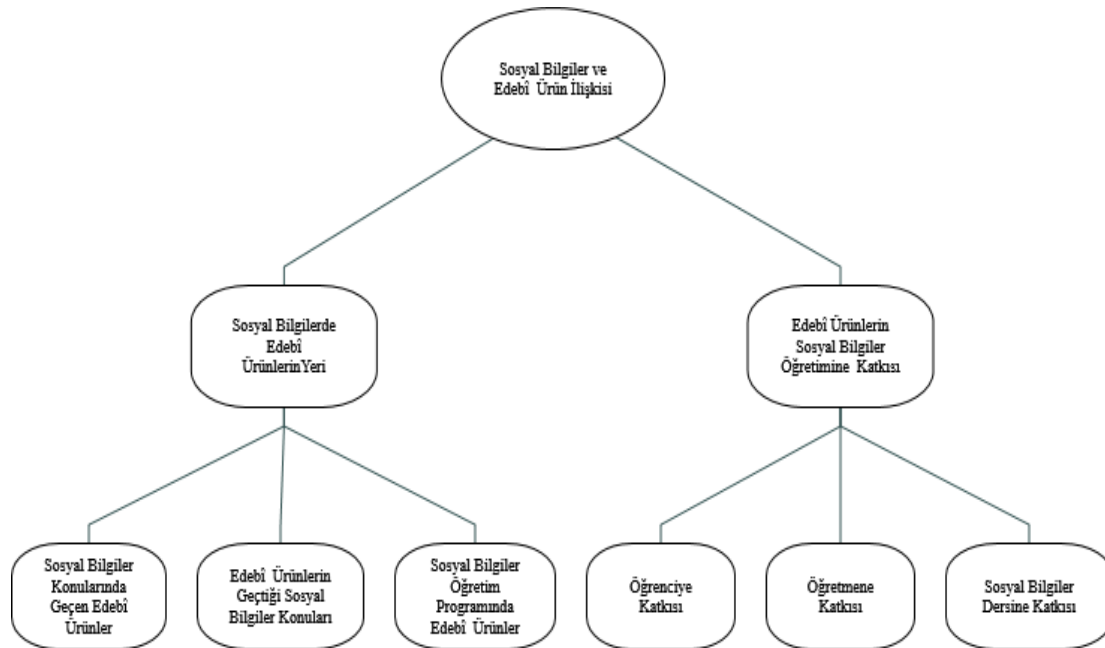 Sosyal Bilgiler ve
Edebî Ürün İlişkisi
Sosyal Bilgilerde
Edebî
ÜrünlerinYeri
Edebî Ürünlerin
Sosyal Bilgiler
Öğretimine Katkısı
Sosyal Bilgiler
Konularında
Geçen Edebî
Ürünler
Edebî Ürünlerin
Geçtiği Sosyal
Bilgiler Konuları
Sosyal Bilgiler
Öğretim
Programında
Edebî Ürünler
Öğrenciye
Katkısı
Öğretmene
Katkısı
Sosyal Bilgiler
Dersine Katkısı